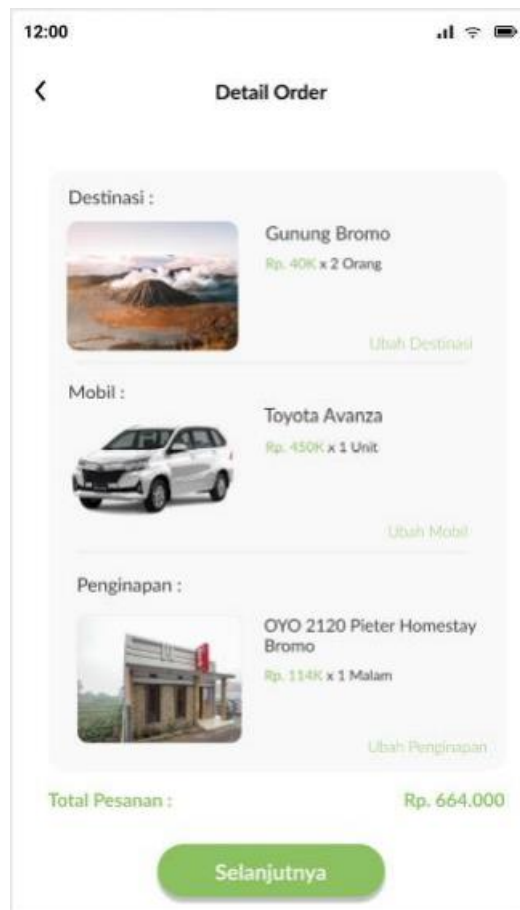 12:00
Detail Order
Destinasi :
Gunung Bromo
Rp. 40K x 2 Orang
Ubah Destinasi
Mobil :
Toyota Avanza
Rp. 450K x 1 Unit
Ubah Mobil
Penginapan :
OYO 2120 Pieter Homestay
Bromo
Rp. 114K x 1 Malam
Ubah Penginapan
Total Pesanan :
Rp. 664.000
Selanjutnya